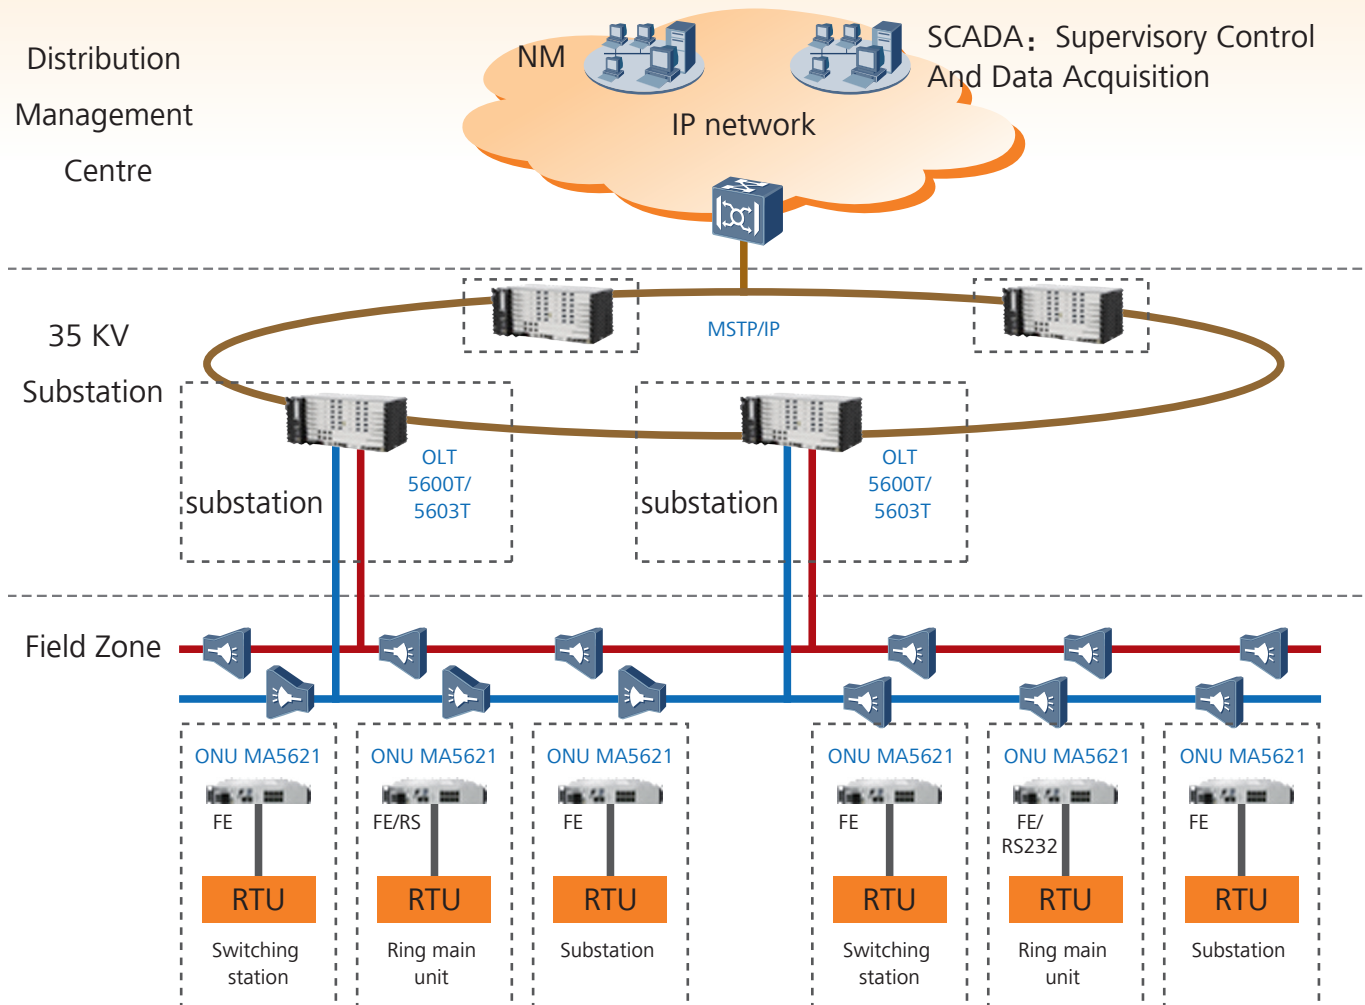 Distribution
Management
Centre
NM
SCADA：Supervisory Control
And Data Acquisition
IP network
35 KV
Substation
MSTP/IP
substation
OLT
5600T/
5603T
substation
OLT
5600T/
5603T
Field Zone
ONU MA5621
ONU MA5621
ONU MA5621
ONU MA5621
ONU MA5621
ONU MA5621
FE
FE/RS
FE
FE
FE/
RS232
FE
RTU
RTU
RTU
RTU
RTU
RTU
Switching
station
Ring main
unit
Substation
Switching
station
Ring main
unit
Substation